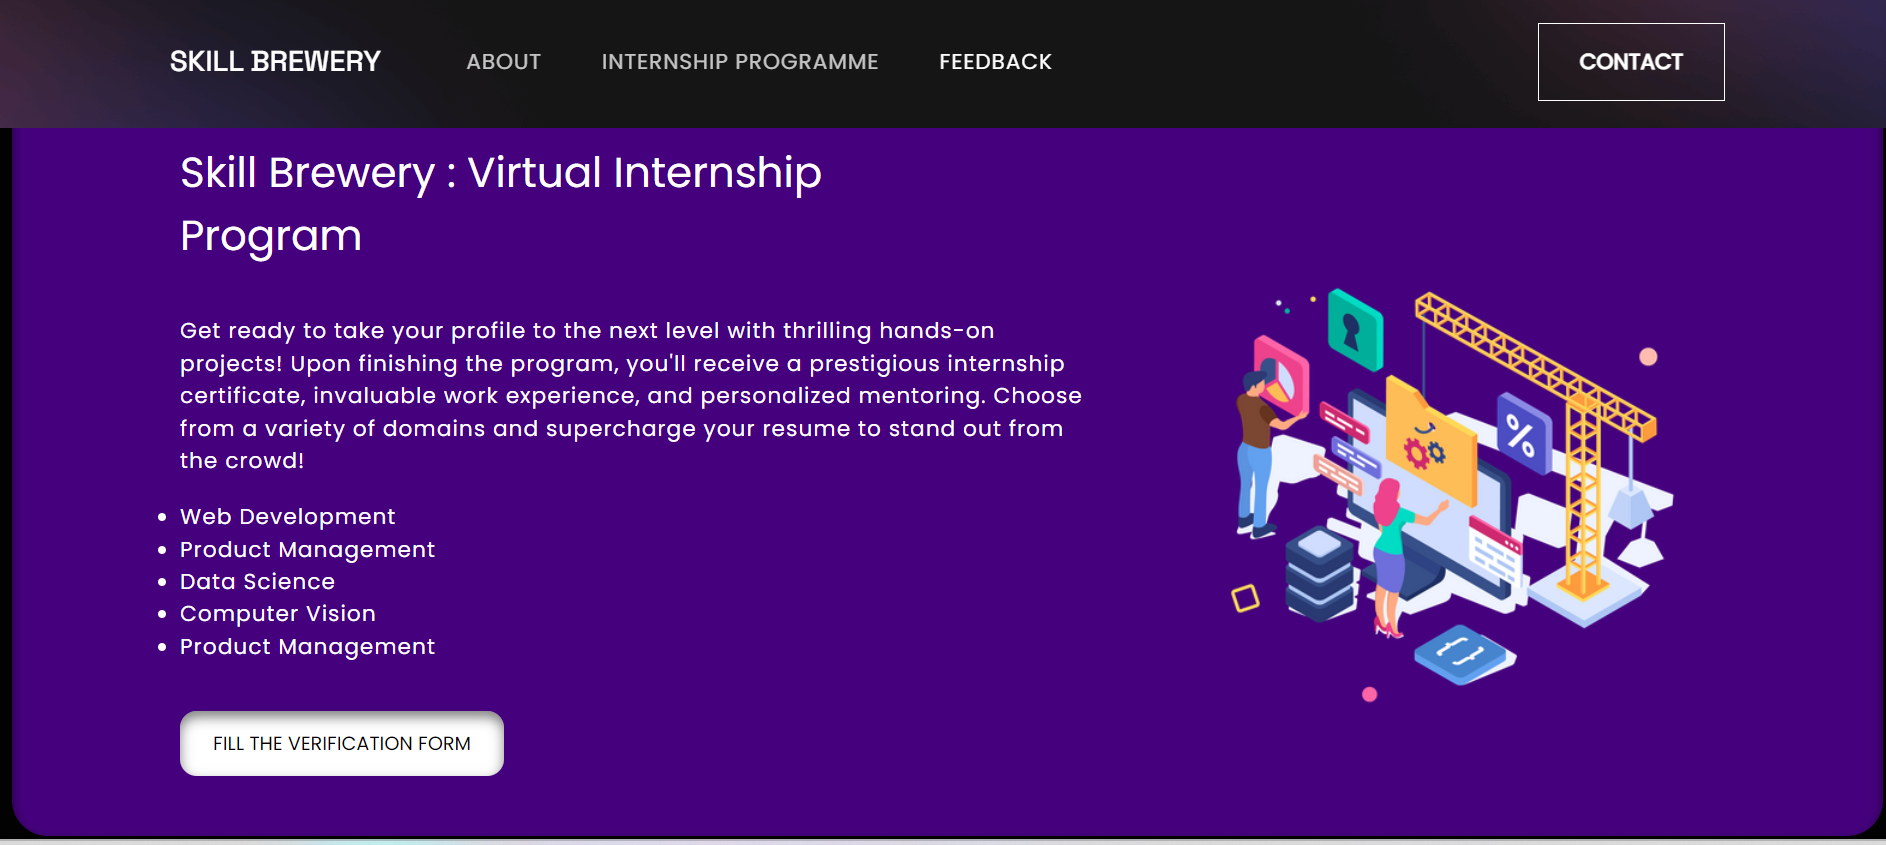 SKILL BREWERY
ABOUT
INTERNSHIP PROGRAMME
FEEDBACK
CONTACT
Skill Brewery : Virtual Internship
Program
Get ready to take your profile to the next level with thrilling hands-on
projects! Upon finishing the program, you'll receive a prestigious internship
certificate, invaluable work experience, and personalized mentoring. Choose
from a variety of domains and supercharge your resume to stand out from
the crowd!
Web Development
Product Management
Data Science
Computer Vision
Product Management
FILL THE VERIFICATION FORM
%